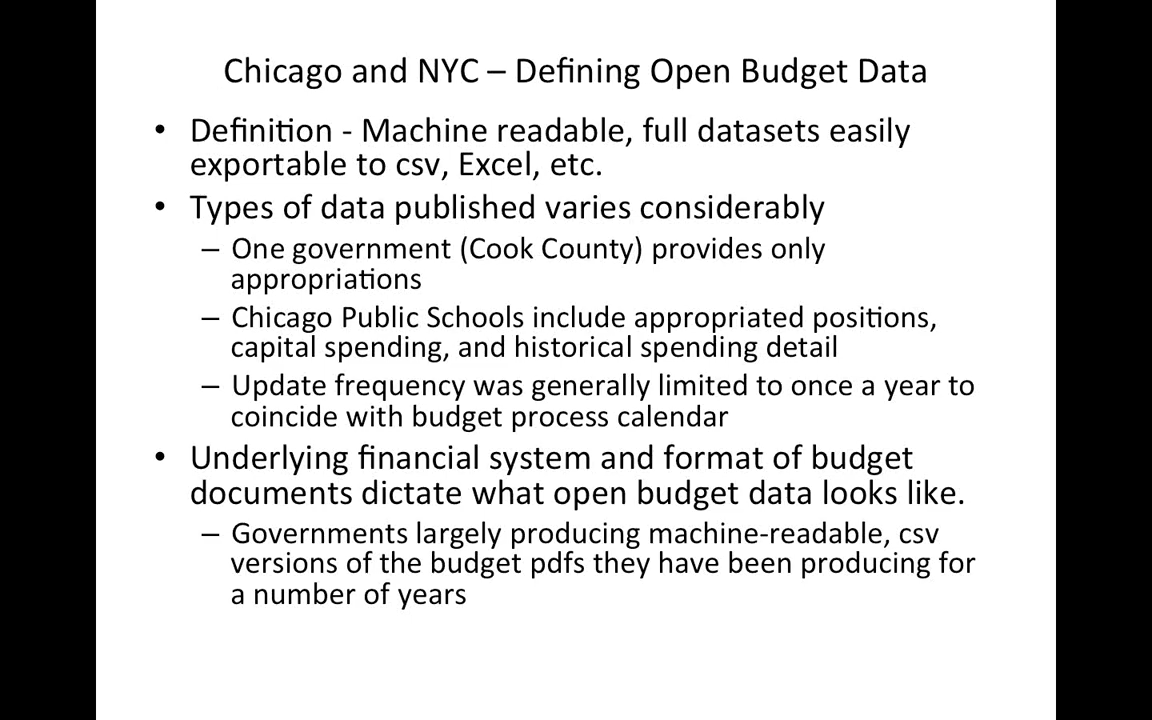 Chicago and NYC – Defining Open Budget Data
• Definition - Machine readable, full datasets easily
exportable to csv, Excel, etc.
• Types of data published varies considerably
– One government (Cook County) provides only
appropriations
– Chicago Public Schools include appropriated positions,
capital spending, and historical spending detail
– Update frequency was generally limited to once a year to
coincide with budget process calendar
• Underlying financial system and format of budget
documents dictate what open budget data looks like.
– Governments largely producing machine-readable, csv
versions of the budget pdfs they have been producing for
a number of years